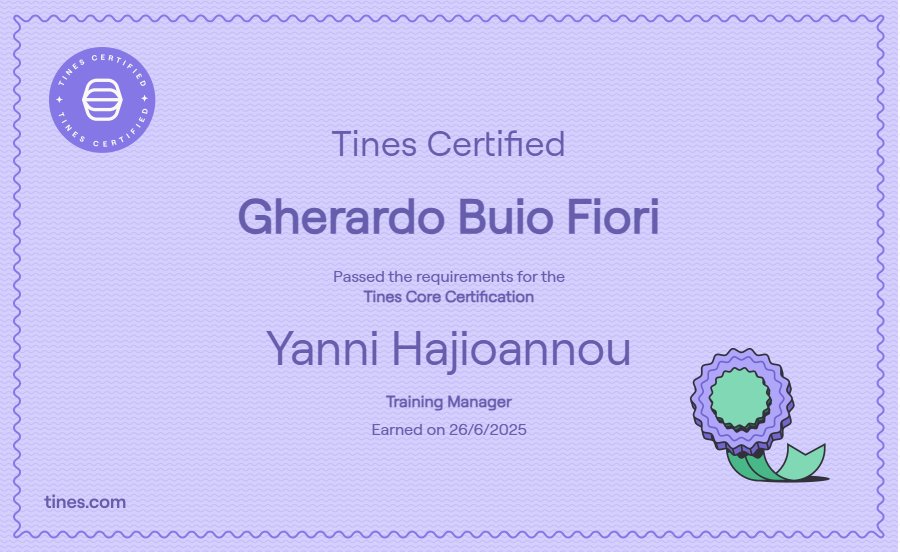 TINES CERTIFIED
TINES CERTIFIED
Tines Certified
Gherardo Buio Fiori
Passed the requirements for the
Tines Core Certification
Yanni Hajioannou
Training Manager
Earned on 26/6/2025
tines.com